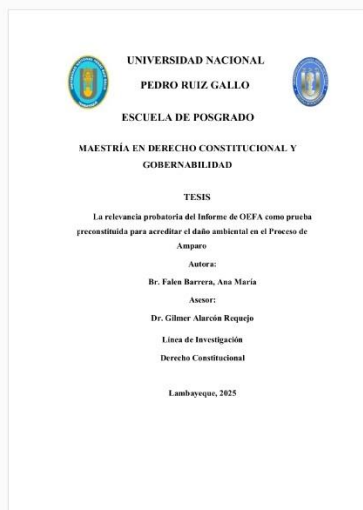 UNIVERSIDAD NACIONAL
PEDRO RUIZ GALLO
ESCUELA DE POSGRADO
MAESTRÍA EN DERECHO CONSTITUCIONAL Y
GOBERNABILIDAD
TESIS
La relevancia probatoria del Informe de OEFA como prueba
preconstituida para acreditar el daño ambiental en el Proceso de
Amparo
Autora:
Br. Falen Barrera, Ana María
Asesor:
Dr. Gilmer Alarcón Requejo
Línea de Investigación
Derecho Constitucional
Lambayeque, 2025